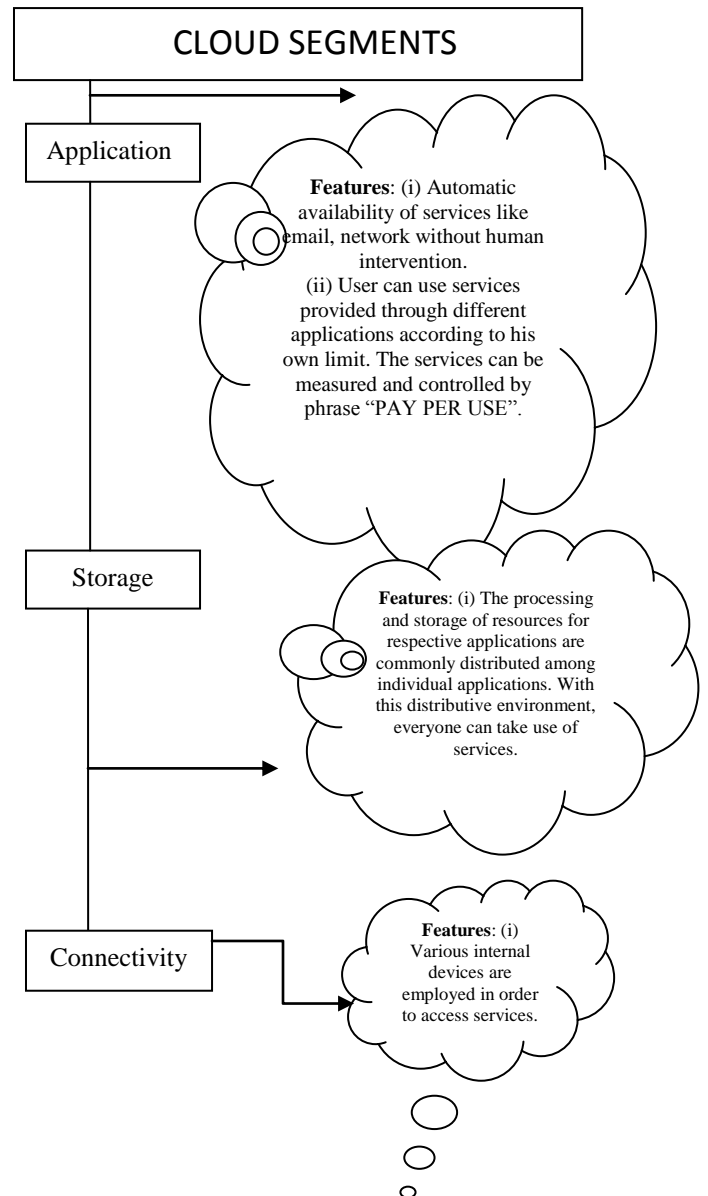 CLOUD SEGMENTS
Application
Features: (i) Automatic
availability of services like
email, network without human
intervention.
(ii) User can use services
provided through different
applications according to his
own limit. The services can be
measured and controlled by
phrase “PAY PER USE”.
Storage
Features: (i) The processing
and storage of resources for
respective applications are
commonly distributed among
individual applications. With
this distributive environment,
everyone can take use of
services.
Connectivity
Features: (i)
Various internal
devices are
employed in order
to access services.